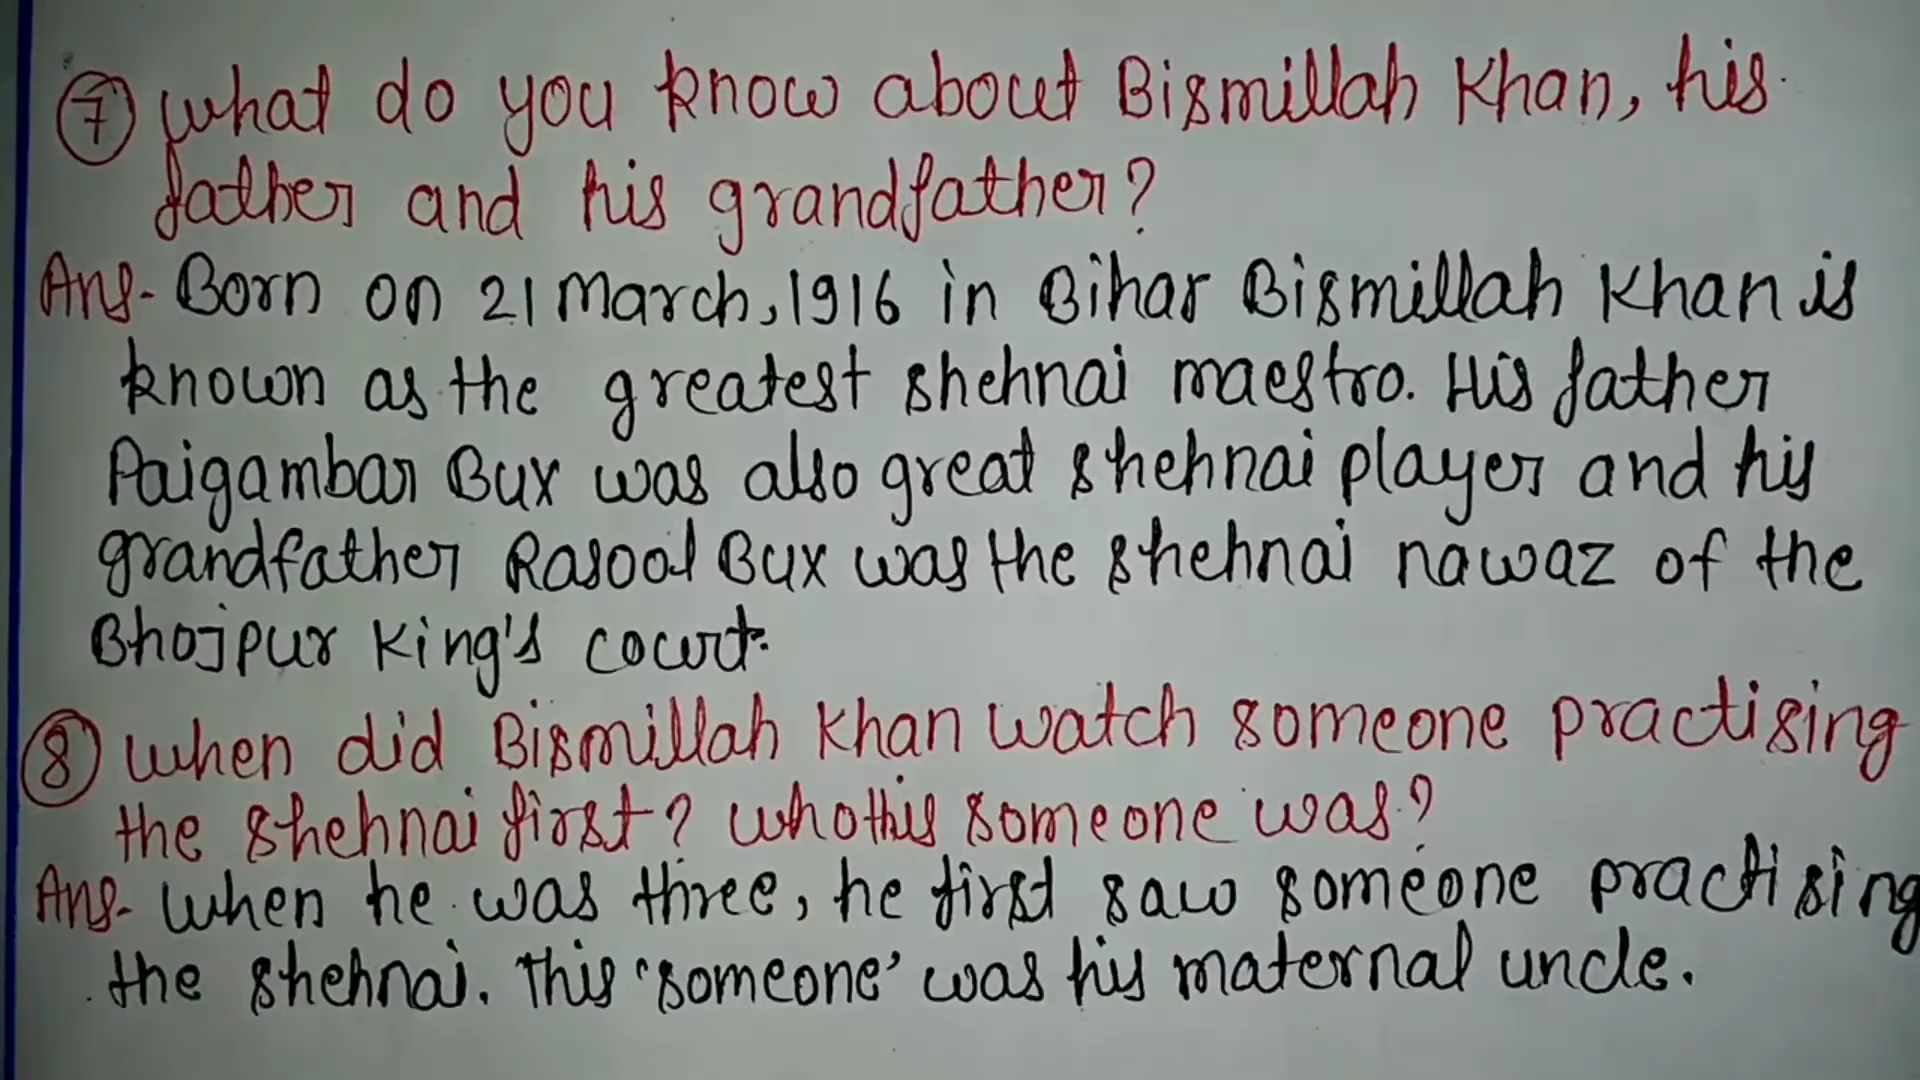 7 What do you know about Bismillah Khan, his
father and his grandfather?
Ans- Born on 21 March, 1916 in Bihar Bismillah Khan is
known as the greatest shehnai maestro. His father
Paigambar Bux was also great shehnai player and his
grandfather Rasool Bux was the shehnai nawaz of the
Bhojpur King's court.
8 When did Bismillah Khan watch someone practising
the shehnai first? Who this someone was?
Ans- When he was three, he first saw someone practising
the shehnai. This 'someone' was his maternal uncle.